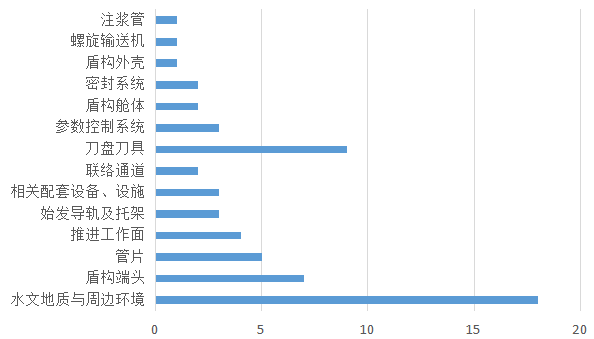 注浆管
螺旋输送机
盾构外壳
密封系统
盾构舱体
参数控制系统
刀盘刀具
联络通道
相关配套设备、设施
始发导轨及托架
推进工作面
管片
盾构端头
水文地质与周边环境
0 5 10 15 20